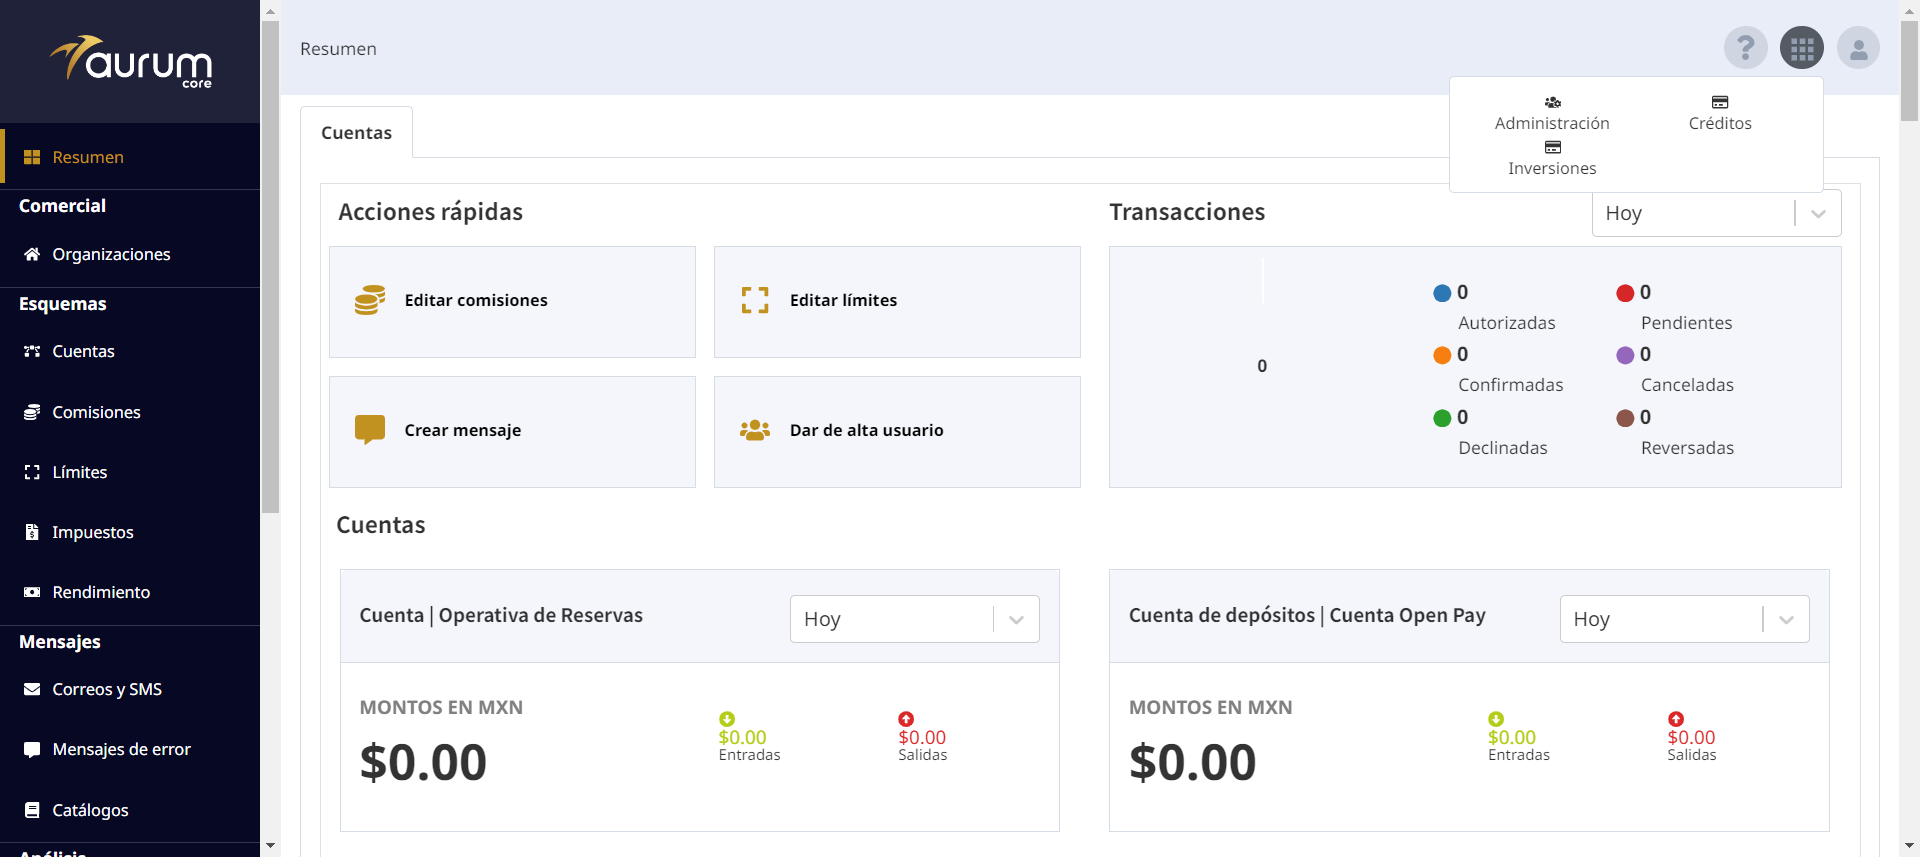 aurum
core
Resumen
Comercial
Organizaciones
Esquemas
Cuentas
Comisiones
Límites
Impuestos
Rendimiento
Mensajes
Correos y SMS
Mensajes de error
Catálogos
Análisis
Resumen
?
Administración
Créditos
Inversiones
Cuentas
Acciones rápidas
Editar comisiones
Editar límites
Crear mensaje
Dar de alta usuario
Transacciones
Hoy
0
0
Autorizadas
0
Pendientes
0
Confirmadas
0
Canceladas
0
Declinadas
0
Reversadas
Cuentas
Cuenta | Operativa de Reservas
Hoy
MONTOS EN MXN
$0.00
$0.00
Entradas
$0.00
Salidas
Cuenta de depósitos | Cuenta Open Pay
Hoy
MONTOS EN MXN
$0.00
$0.00
Entradas
$0.00
Salidas